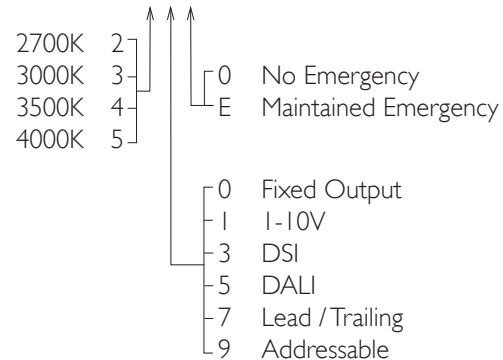 2700K 2
3000K 3
3500K 4
4000K 5
0 No Emergency
E Maintained Emergency
0 Fixed Output
1 1-10V
3 DSI
5 DALI
7 Lead / Trailing
9 Addressable